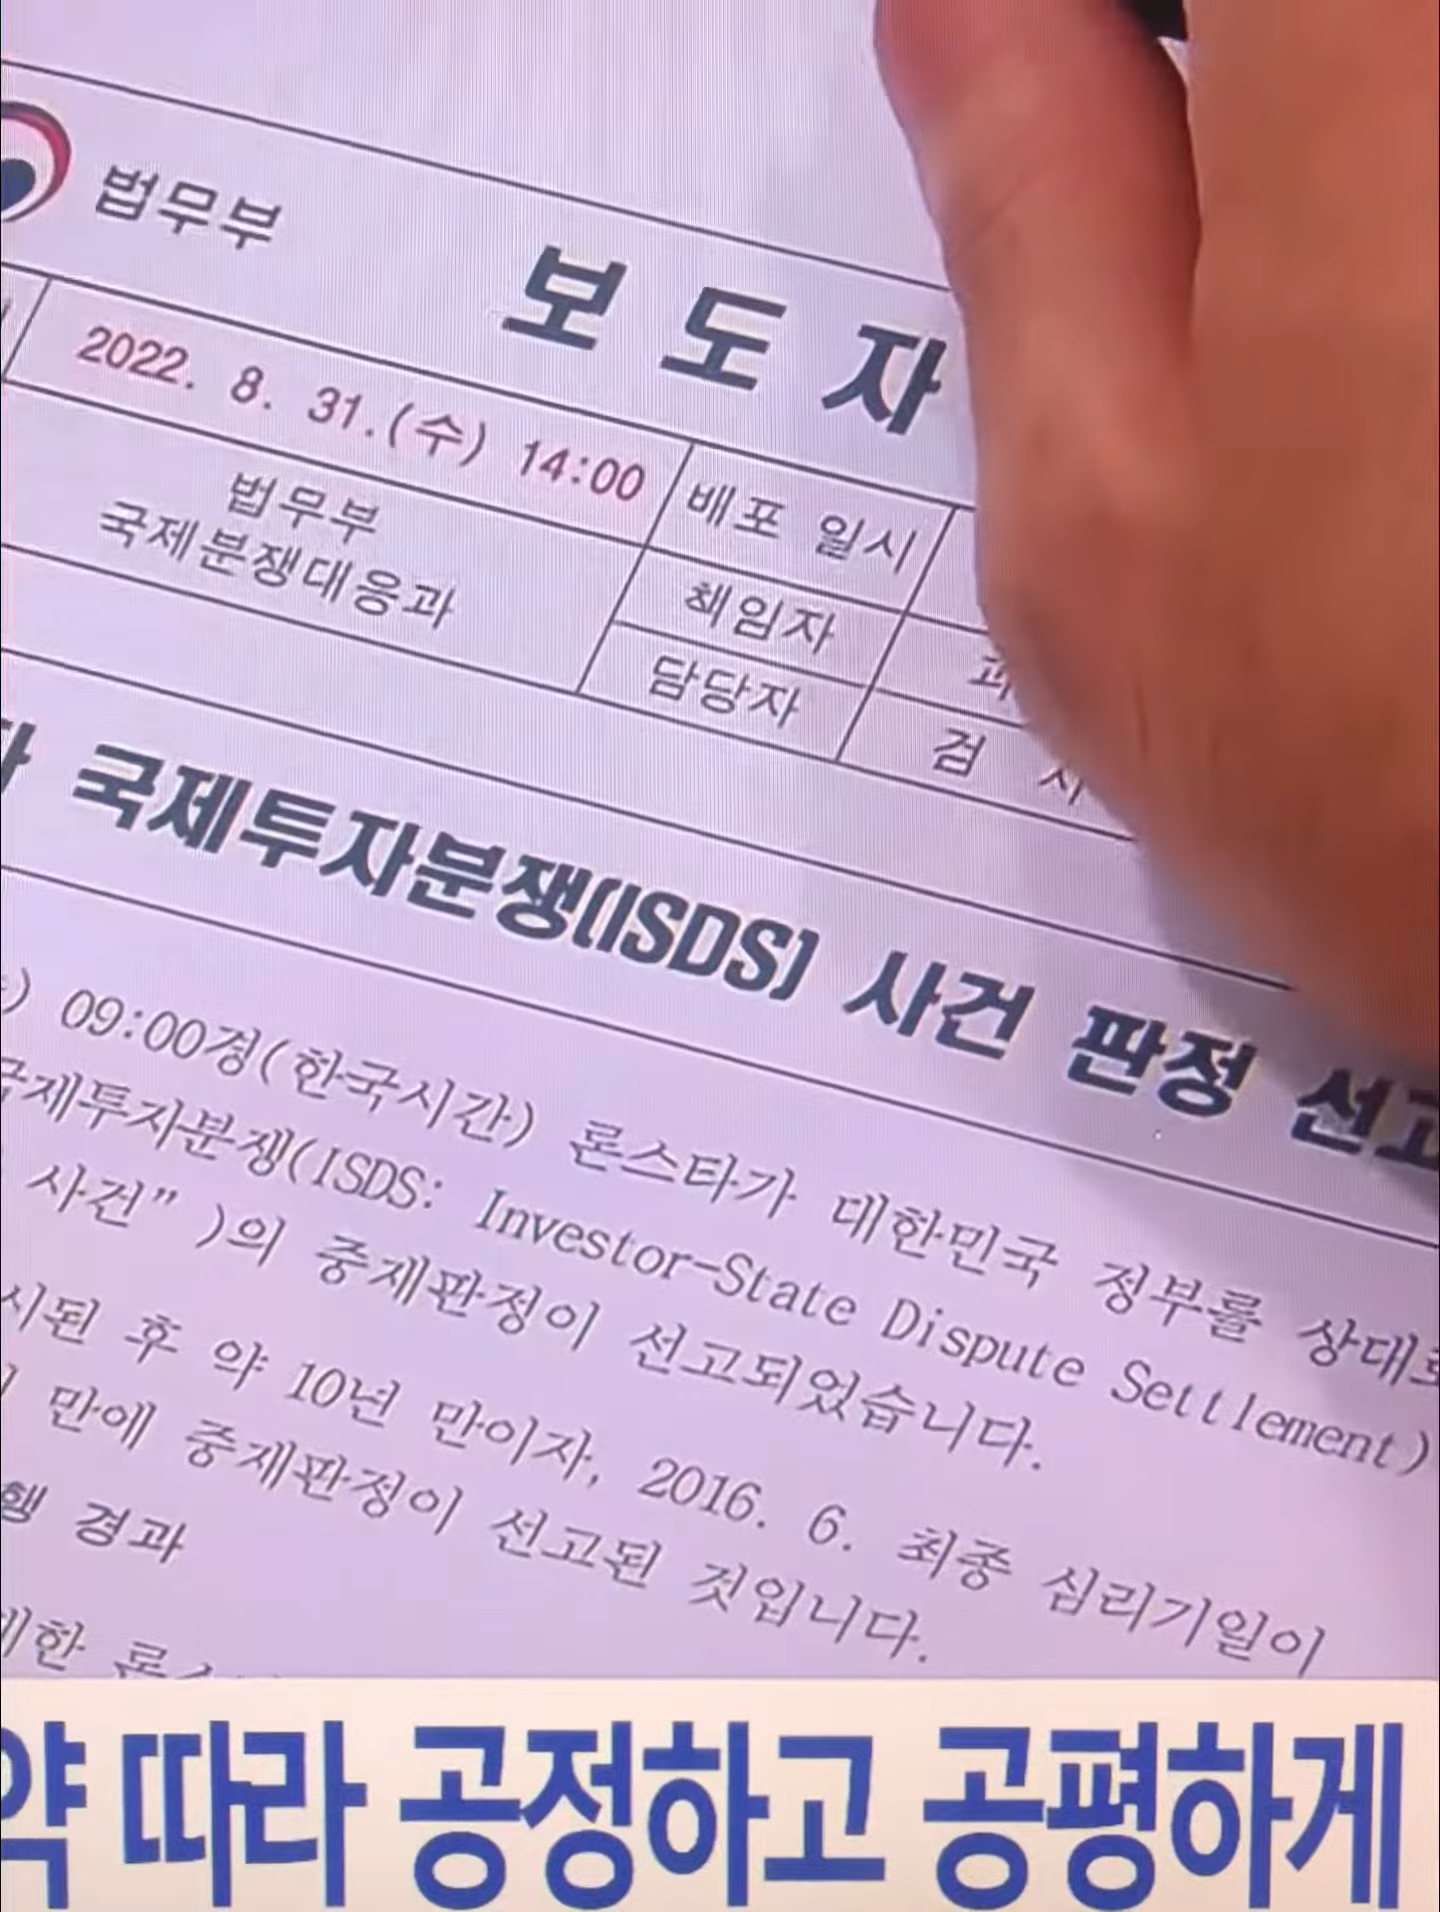 법무부
보 도 자
2022. 8. 31.(수) 14:00
배포 일시
법무부
국제분쟁대응과
책임자
담당자
검
국제투자분쟁(ISDS) 사건 판정 선고
09:00경(한국시간) 론스타가 대한민국 정부를 상대로
국제투자분쟁(ISDS: Investor-State Dispute Settlement)
사건")의 중재판정이 선고되었습니다.
시된 후 약 10년 만이자, 2016. 6. 최종 심리기일이
만에 중재판정이 선고된 것입니다.
행 경과
약 따라 공정하고 공평하게